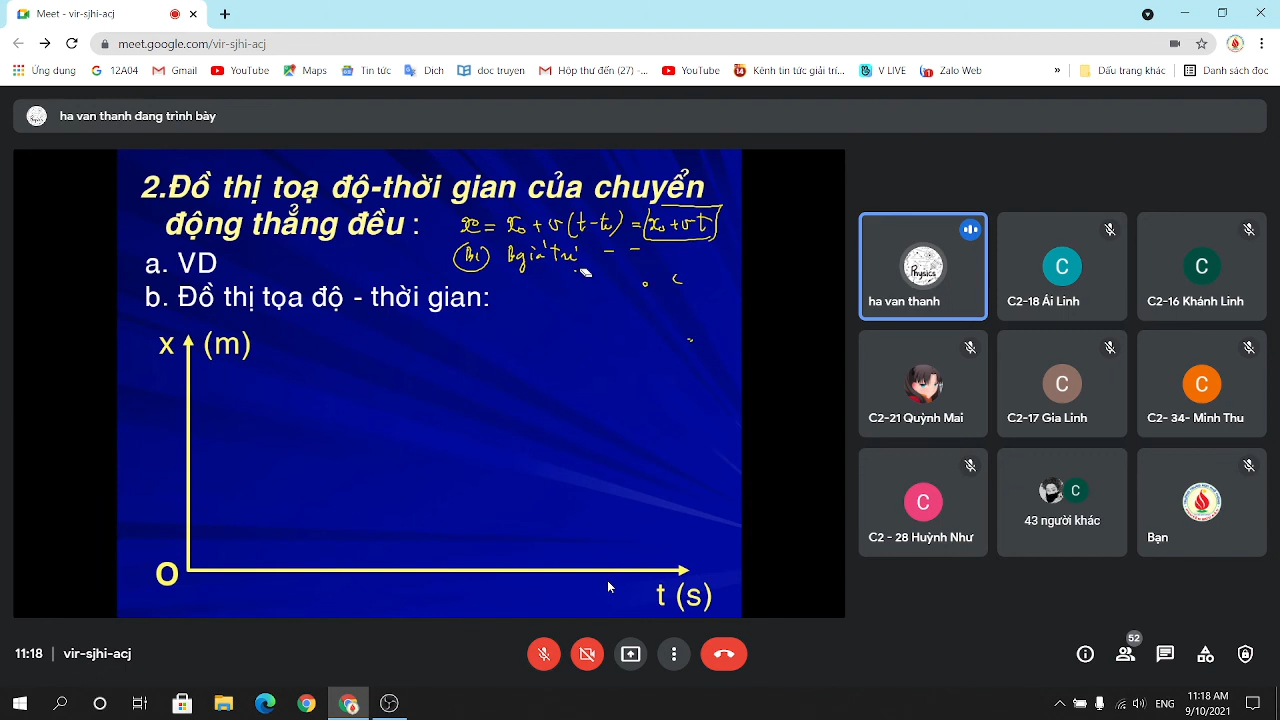 Meet - vir-sjhi-acj
meet.google.com/vir-sjhi-acj
Ứng dụng 12A04 Gmail YouTube Maps Tin tức Dịch doc truyen Hộp thư đến (27) -... YouTube Kênh tin tức giải trí... V LIVE Zalo Web » Dấu trang khác Danh sách đọc
ha van thanh đang trình bày
2.Đồ thị toạ độ-thời gian của chuyển
động thẳng đều :
x = x₀ + v(t-t₀) = x₀ + vt
a. VD
B1 giá trị
b. Đồ thị tọa độ - thời gian:
x (m)
O
t (s)
Physics
ha van thanh
C
C2-18 Ái Linh
C
C2-16 Khánh Linh
C2-21 Quỳnh Mai
C
C2-17 Gia Linh
C
C2- 34- Minh Thu
C
C2 - 28 Huỳnh Như
C
43 người khác
Bạn
11:18 | vir-sjhi-acj
52
ENG
11:18 AM
9/10/2021